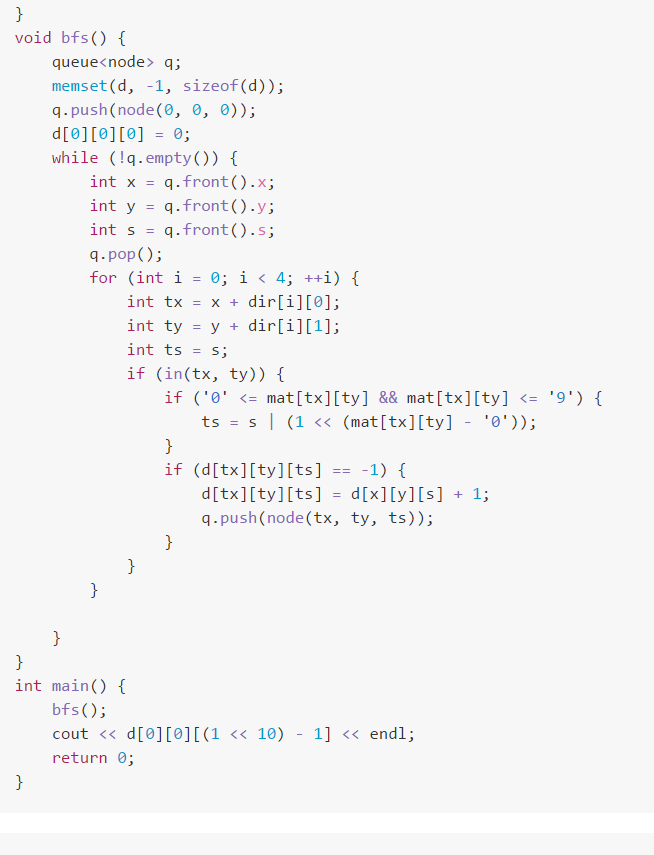 }
void bfs() {
    queue<node> q;
    memset(d, -1, sizeof(d));
    q.push(node(0, 0, 0));
    d[0][0][0] = 0;
    while (!q.empty()) {
        int x = q.front().x;
        int y = q.front().y;
        int s = q.front().s;
        q.pop();
        for (int i = 0; i < 4; ++i) {
            int tx = x + dir[i][0];
            int ty = y + dir[i][1];
            int ts = s;
            if (in(tx, ty)) {
                if ('0' <= mat[tx][ty] && mat[tx][ty] <= '9') {
                    ts = s | (1 << (mat[tx][ty] - '0'));
                }
                if (d[tx][ty][ts] == -1) {
                    d[tx][ty][ts] = d[x][y][s] + 1;
                    q.push(node(tx, ty, ts));
                }
            }
        }

    }
}
int main() {
    bfs();
    cout << d[0][0][(1 << 10) - 1] << endl;
    return 0;
}